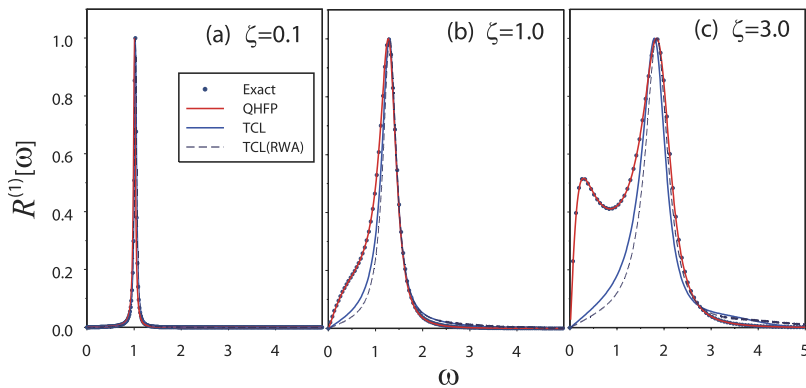 (a) ζ=0.1
(b) ζ=1.0
(c) ζ=3.0
Exact
QHFP
TCL
TCL(RWA)
R⁽¹⁾[ω]
1.0
0.8
0.6
0.4
0.2
0.0
0 1 2 3 4
0 1 2 3 4
0 1 2 3 4 5
ω